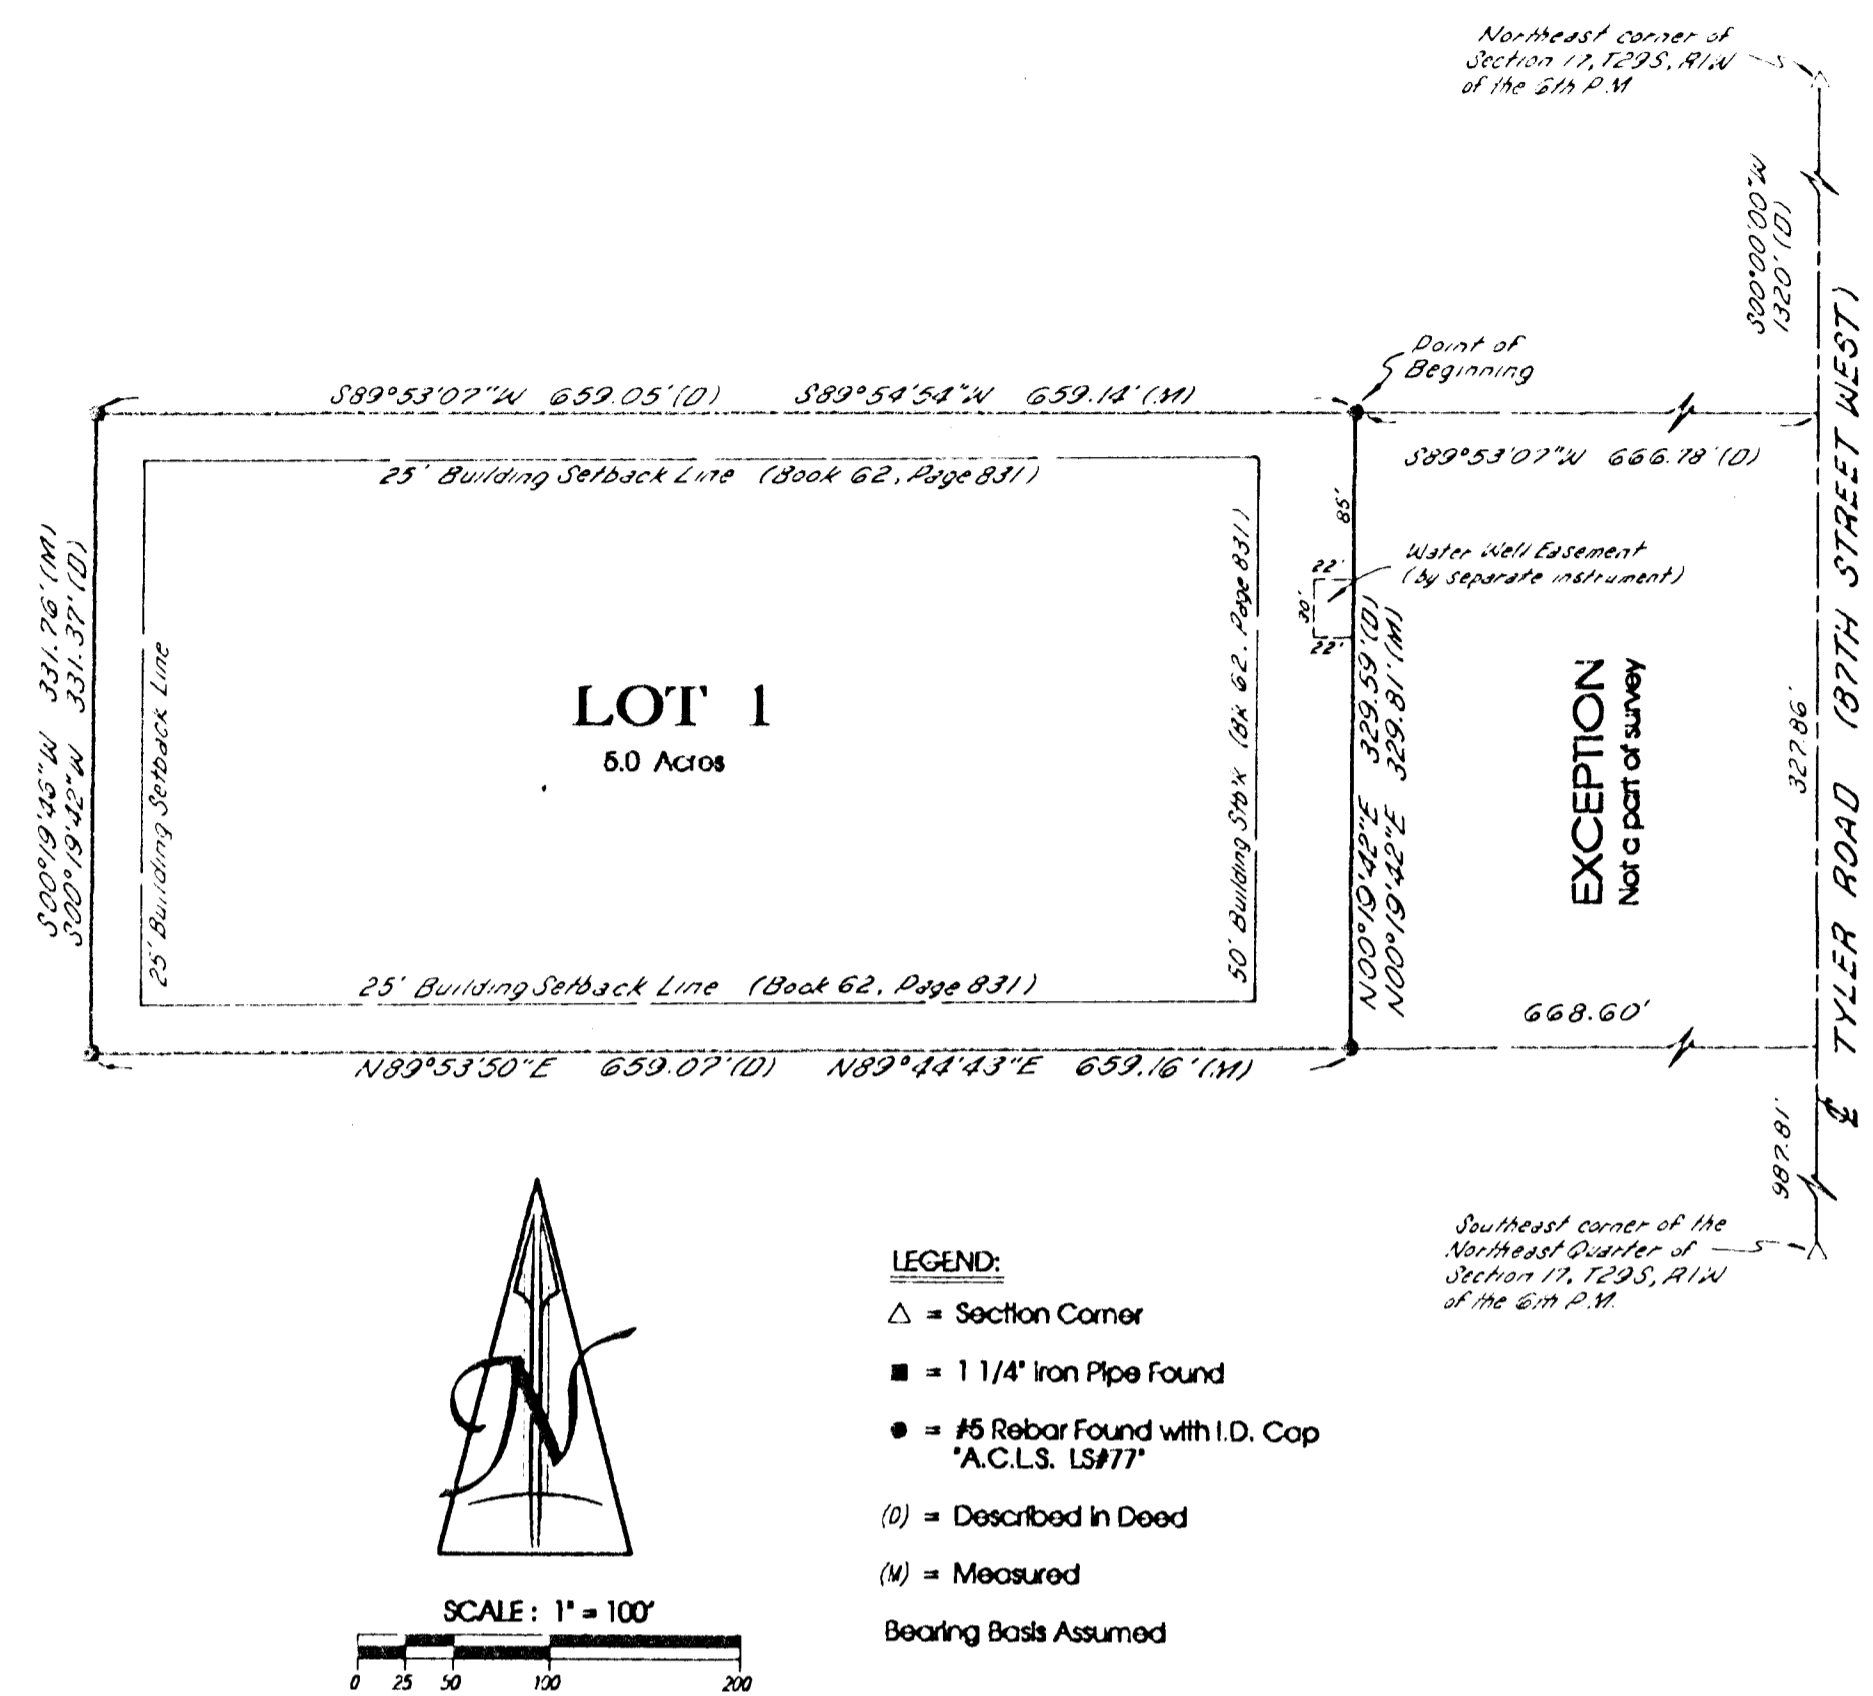 Northeast corner of
Section 17, T29S, R1W
of the 6th P.M
S00°00'00"W
1320' (D)
Point of
Beginning
S89°53'07"W 659.05' (D) S89°54'54"W 659.14' (M)
S89°53'07"W 666.78' (D)
25' Building Setback Line (Book 62, Page 831)
85'
Water Well Easement
(by separate instrument)
22'
30'
22'
S00°19'45"W 331.76' (M)
S00°19'42"W 331.37' (D)
25' Building Setback Line
LOT 1
5.0 Acres
50' Building Stb'k (Bk 62, Page 831)
N00°19'42"E 329.59' (D)
N00°19'42"E 329.81' (M)
EXCEPTION
Not a part of survey
327.86'
℄ TYLER ROAD (87TH STREET WEST)
25' Building Setback Line (Book 62, Page 831)
668.60'
N89°53'50"E 659.07' (D) N89°44'43"E 659.16' (M)
987.81'
Southeast corner of the
Northeast Quarter of
Section 17, T29S, R1W
of the 6th P.M.
N
SCALE: 1" = 100'
0 25 50 100 200
LEGEND:
△ = Section Corner
■ = 1 1/4" Iron Pipe Found
● = #5 Rebar Found with I.D. Cap
"A.C.L.S. LS#77"
(D) = Described in Deed
(M) = Measured
Bearing Basis Assumed